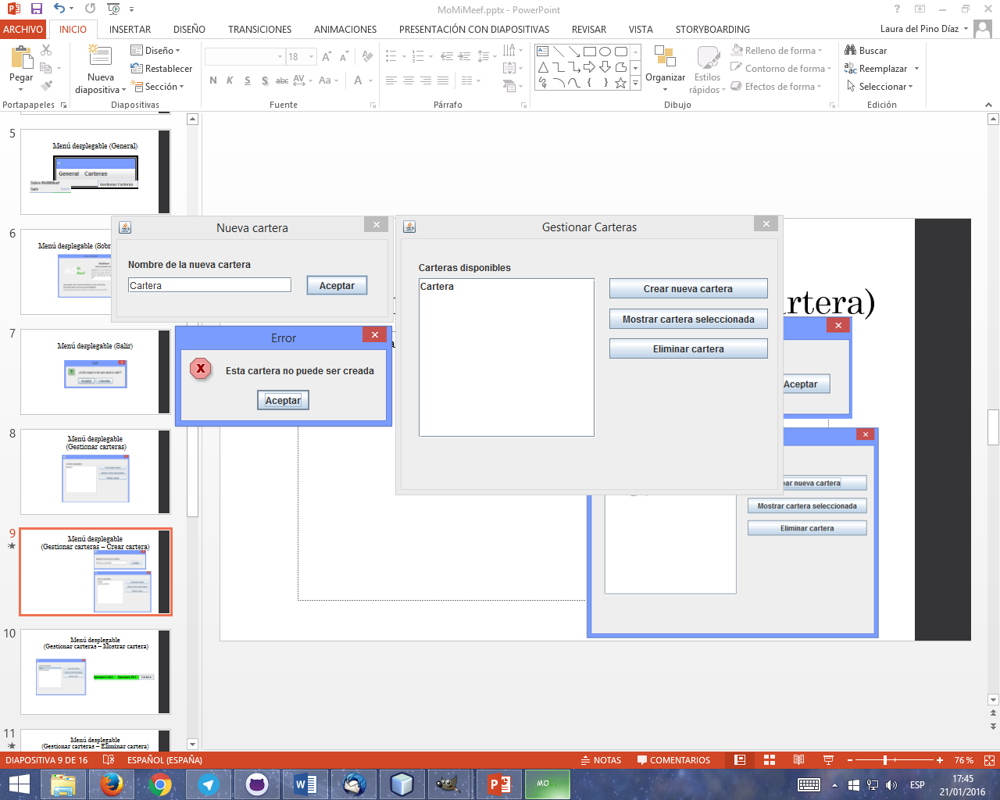 MoMiMeef.pptx - PowerPoint
ARCHIVO INICIO INSERTAR DISEÑO TRANSICIONES ANIMACIONES PRESENTACIÓN CON DIAPOSITIVAS REVISAR VISTA STORYBOARDING
Laura del Pino Díaz
Pegar
Portapapeles
Nueva diapositiva
Diseño
Restablecer
Sección
Diapositivas
18
N K S S abc AV Aa A
Fuente
Párrafo
Organizar
Estilos rápidos
Relleno de forma
Contorno de forma
Efectos de forma
Dibujo
Buscar
Reemplazar
Seleccionar
Edición
5
Menú desplegable (General)
General Carteras
Gestionar Carteras
Salir
6
Menú desplegable (Sobr
7
Menú desplegable (Salir)
8
Menú desplegable
(Gestionar carteras)
9
Menú desplegable
(Gestionar carteras – Crear cartera)
10
Menú desplegable
(Gestionar carteras – Mostrar cartera)
11
Menú desplegable
(Gestionar carteras – Eliminar cartera)
Nueva cartera
Nombre de la nueva cartera
Cartera
Aceptar
Error
Esta cartera no puede ser creada
Aceptar
Gestionar Carteras
Carteras disponibles
Cartera
Crear nueva cartera
Mostrar cartera seleccionada
Eliminar cartera
artera)
Aceptar
ear nueva cartera
Mostrar cartera seleccionada
Eliminar cartera
DIAPOSITIVA 9 DE 16
ESPAÑOL (ESPAÑA)
NOTAS
COMENTARIOS
76 %
MO
ESP
17:45
21/01/2016